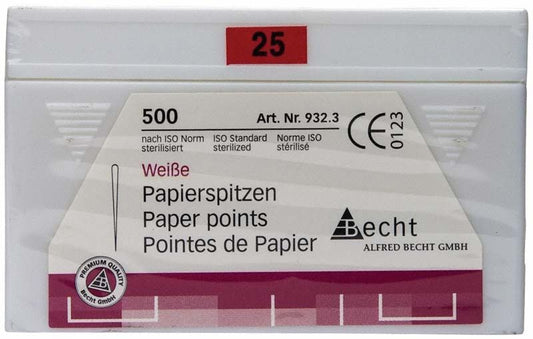 25
500 Art. Nr. 932.3
nach ISO Norm ISO Standard Norme ISO
sterilisiert sterilized stérilisé
CE 0123
Weiße
Papierspitzen
Paper points
Pointes de Papier
Becht
ALFRED BECHT GMBH
PREMIUM QUALITY
Becht GmbH